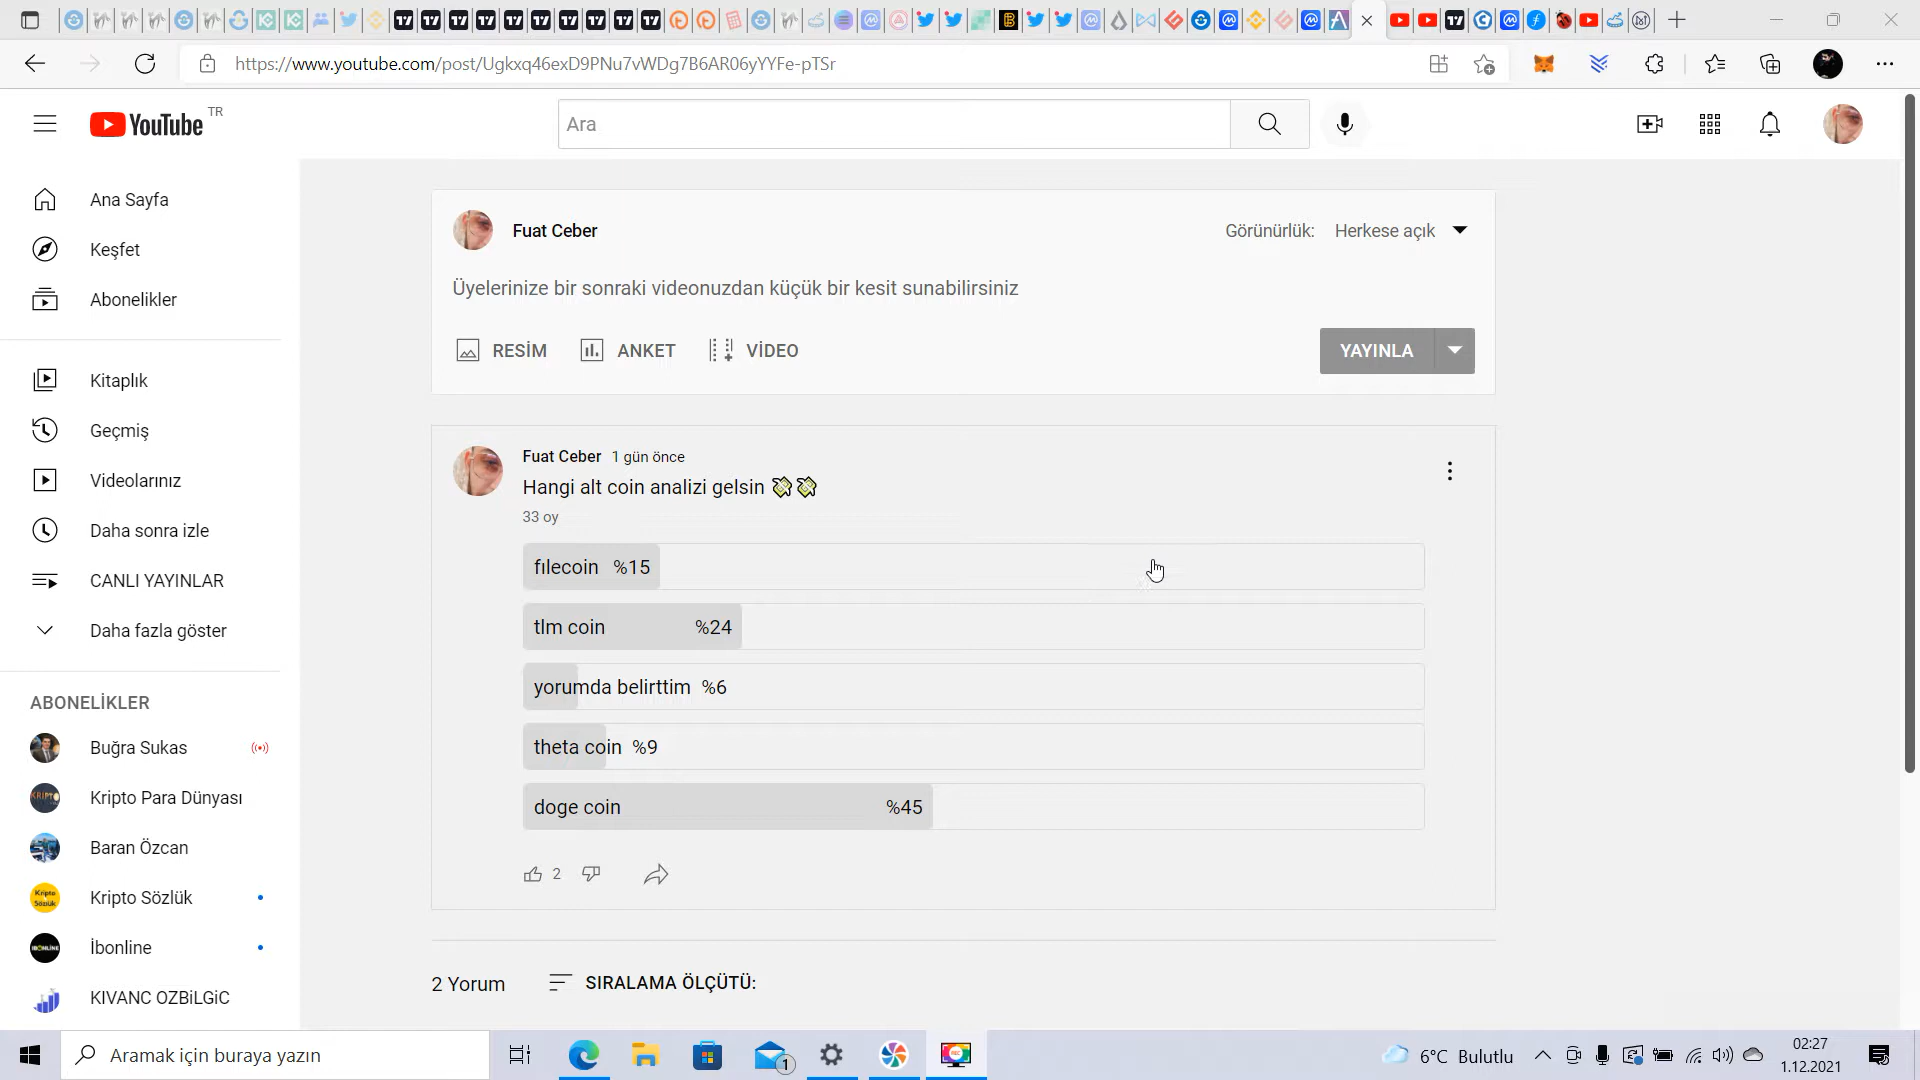 https://www.youtube.com/post/Ugkxq46exD9PNu7vWDg7B6AR06yYYFe-pTSr
YouTube TR
Ara
Ana Sayfa
Keşfet
Abonelikler
Kitaplık
Geçmiş
Videolarınız
Daha sonra izle
CANLI YAYINLAR
Daha fazla göster
ABONELİKLER
Buğra Sukas
Kripto Para Dünyası
Baran Özcan
Kripto Sözlük
İbonline
KIVANC OZBiLGiC
Fuat Ceber
Görünürlük: Herkese açık
Üyelerinize bir sonraki videonuzdan küçük bir kesit sunabilirsiniz
RESİM ANKET VİDEO
YAYINLA
Fuat Ceber 1 gün önce
Hangi alt coin analizi gelsin
33 oy
fılecoin %15
tlm coin %24
yorumda belirttim %6
theta coin %9
doge coin %45
2
2 Yorum SIRALAMA ÖLÇÜTÜ:
Aramak için buraya yazın
1
6°C Bulutlu
02:27
1.12.2021